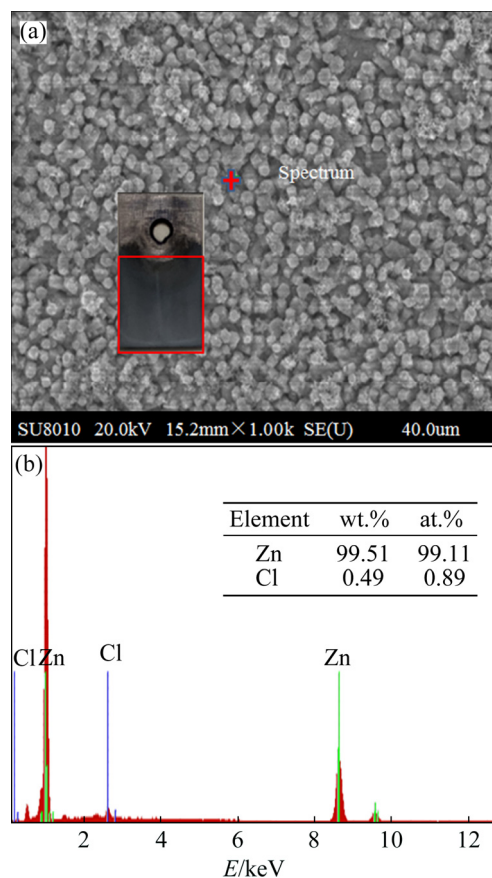 (a)
Spectrum
SU8010 20.0kV 15.2mm×1.00k SE(U) 40.0um
(b)
Element wt.% at.%
Zn 99.51 99.11
Cl 0.49 0.89
Cl Zn Cl Zn
2 4 6 8 10 12
E/keV